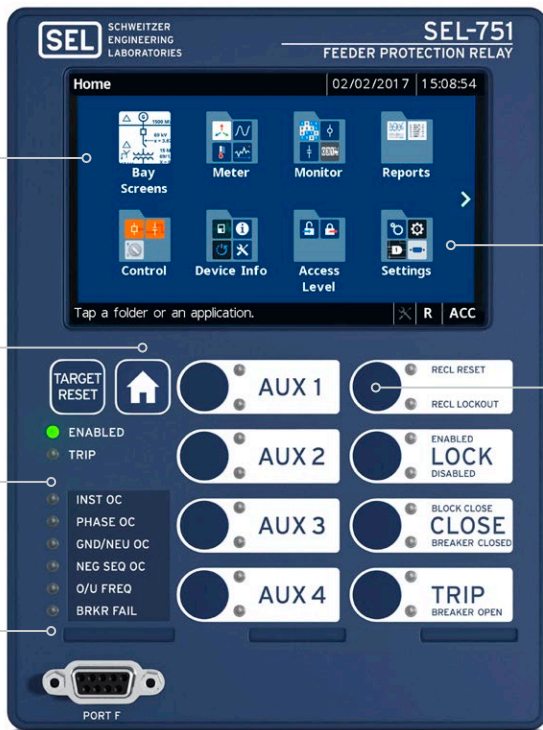 SEL
SCHWEITZER
ENGINEERING
LABORATORIES
SEL-751
FEEDER PROTECTION RELAY
Home 02/02/2017 15:08:54
Bay
Screens
Meter
Monitor
Reports
Control
Device Info
Access
Level
Settings
Tap a folder or an application. R ACC
TARGET
RESET
AUX 1
RECL RESET
RECL LOCKOUT
ENABLED
TRIP
AUX 2
ENABLED
LOCK
DISABLED
INST OC
PHASE OC
GND/NEU OC
NEG SEQ OC
O/U FREQ
BRKR FAIL
AUX 3
BLOCK CLOSE
CLOSE
BREAKER CLOSED
AUX 4
TRIP
BREAKER OPEN
PORT F